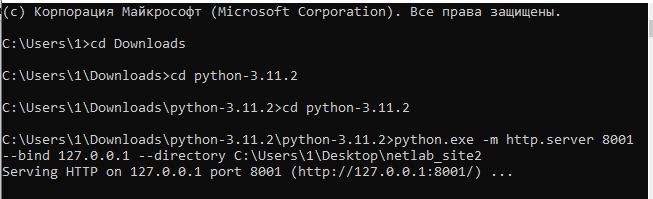 (c) Корпорация Майкрософт (Microsoft Corporation). Все права защищены.
C:\Users\1>cd Downloads
C:\Users\1\Downloads>cd python-3.11.2
C:\Users\1\Downloads\python-3.11.2>cd python-3.11.2
C:\Users\1\Downloads\python-3.11.2\python-3.11.2>python.exe -m http.server 8001
--bind 127.0.0.1 --directory C:\Users\1\Desktop\netlab_site2
Serving HTTP on 127.0.0.1 port 8001 (http://127.0.0.1:8001/) ...